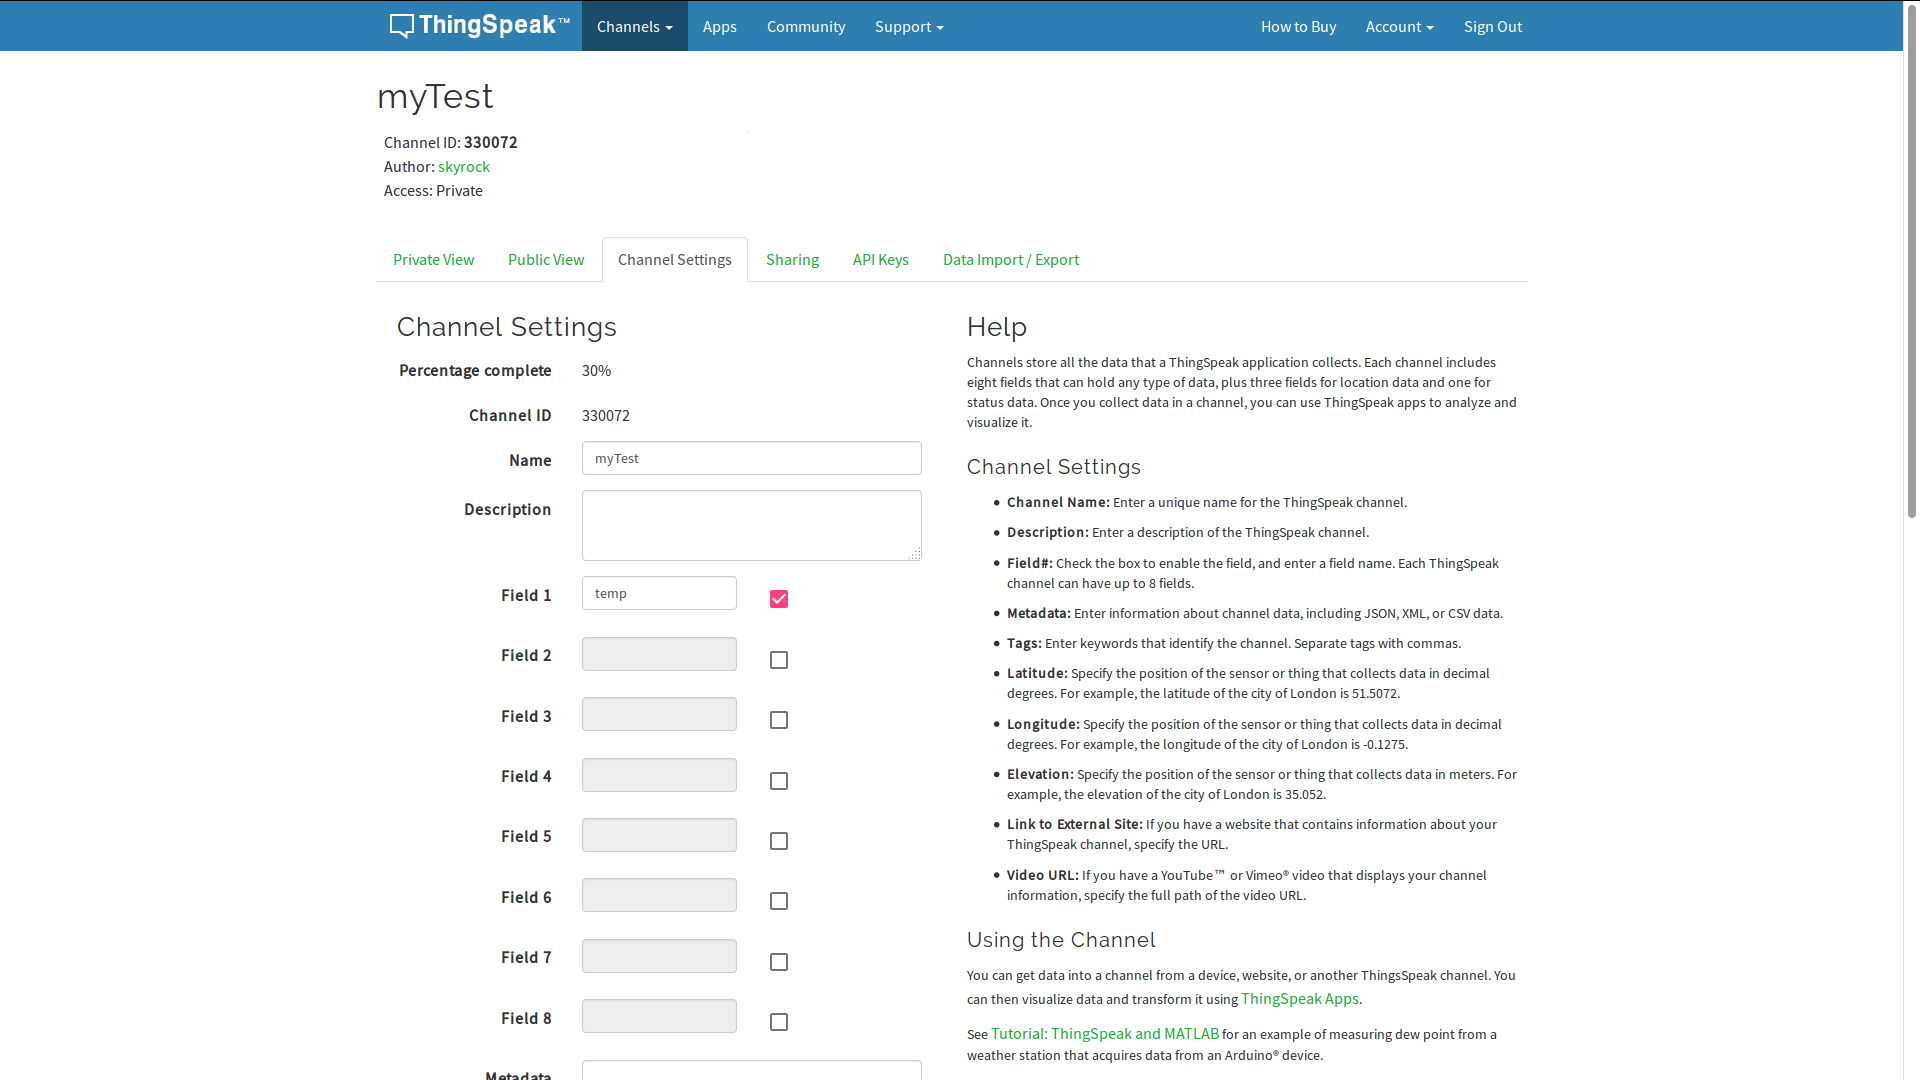 ThingSpeak™ Channels Apps Community Support How to Buy Account Sign Out
myTest
Channel ID: 330072
Author: skyrock
Access: Private
Private View Public View Channel Settings Sharing API Keys Data Import / Export
Channel Settings
Percentage complete 30%
Channel ID 330072
Name myTest
Description
Field 1 temp
Field 2
Field 3
Field 4
Field 5
Field 6
Field 7
Field 8
Metadata
Help
Channels store all the data that a ThingSpeak application collects. Each channel includes
eight fields that can hold any type of data, plus three fields for location data and one for
status data. Once you collect data in a channel, you can use ThingSpeak apps to analyze and
visualize it.
Channel Settings
• Channel Name: Enter a unique name for the ThingSpeak channel.
• Description: Enter a description of the ThingSpeak channel.
• Field#: Check the box to enable the field, and enter a field name. Each ThingSpeak
channel can have up to 8 fields.
• Metadata: Enter information about channel data, including JSON, XML, or CSV data.
• Tags: Enter keywords that identify the channel. Separate tags with commas.
• Latitude: Specify the position of the sensor or thing that collects data in decimal
degrees. For example, the latitude of the city of London is 51.5072.
• Longitude: Specify the position of the sensor or thing that collects data in decimal
degrees. For example, the longitude of the city of London is -0.1275.
• Elevation: Specify the position of the sensor or thing that collects data in meters. For
example, the elevation of the city of London is 35.052.
• Link to External Site: If you have a website that contains information about your
ThingSpeak channel, specify the URL.
• Video URL: If you have a YouTube™ or Vimeo® video that displays your channel
information, specify the full path of the video URL.
Using the Channel
You can get data into a channel from a device, website, or another ThingsSpeak channel. You
can then visualize data and transform it using ThingSpeak Apps.
See Tutorial: ThingSpeak and MATLAB for an example of measuring dew point from a
weather station that acquires data from an Arduino® device.